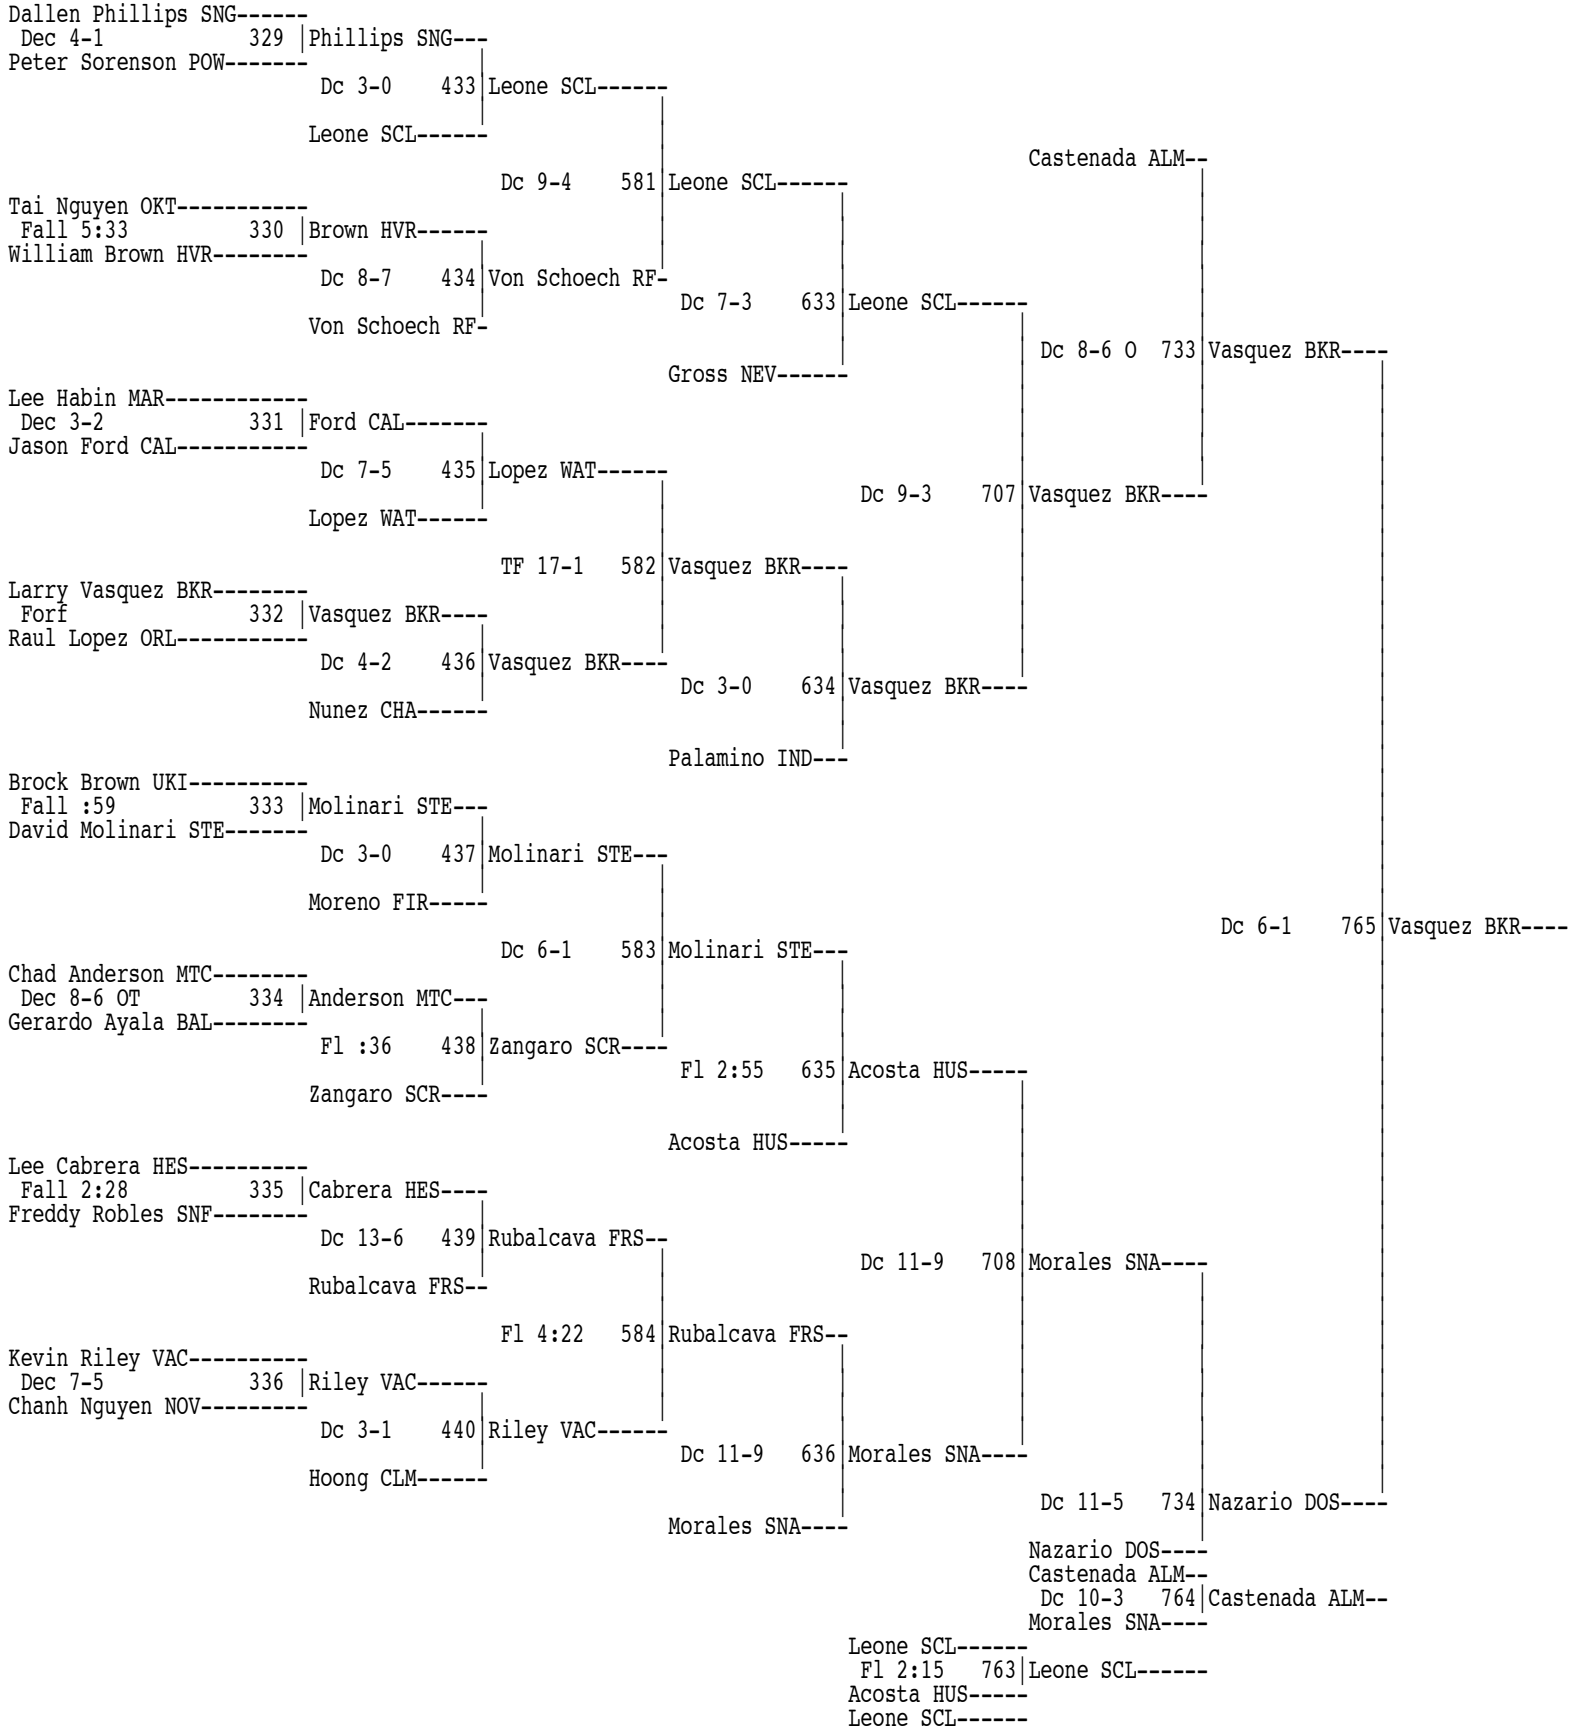 Dallen Phillips SNG------
Dec 4-1 329 |Phillips SNG---
Peter Sorenson POW-------
Dc 3-0 433|Leone SCL------
Leone SCL------
Castenada ALM--
Dc 9-4 581|Leone SCL------
Tai Nguyen OKT-----------
Fall 5:33 330 |Brown HVR------
William Brown HVR--------
Dc 8-7 434|Von Schoech RF-
Dc 7-3 633|Leone SCL------
Von Schoech RF-
Dc 8-6 O 733|Vasquez BKR----
Gross NEV------
Lee Habin MAR------------
Dec 3-2 331 |Ford CAL-------
Jason Ford CAL-----------
Dc 7-5 435|Lopez WAT------
Dc 9-3 707|Vasquez BKR----
Lopez WAT------
TF 17-1 582|Vasquez BKR----
Larry Vasquez BKR--------
Forf 332 |Vasquez BKR----
Raul Lopez ORL-----------
Dc 4-2 436|Vasquez BKR----
Dc 3-0 634|Vasquez BKR----
Nunez CHA------
Palamino IND---
Brock Brown UKI----------
Fall :59 333 |Molinari STE---
David Molinari STE-------
Dc 3-0 437|Molinari STE---
Moreno FIR-----
Dc 6-1 765|Vasquez BKR----
Dc 6-1 583|Molinari STE---
Chad Anderson MTC--------
Dec 8-6 OT 334 |Anderson MTC---
Gerardo Ayala BAL--------
Fl :36 438|Zangaro SCR----
Fl 2:55 635|Acosta HUS-----
Zangaro SCR----
Acosta HUS-----
Lee Cabrera HES----------
Fall 2:28 335 |Cabrera HES----
Freddy Robles SNF--------
Dc 13-6 439|Rubalcava FRS--
Dc 11-9 708|Morales SNA----
Rubalcava FRS--
Fl 4:22 584|Rubalcava FRS--
Kevin Riley VAC----------
Dec 7-5 336 |Riley VAC------
Chanh Nguyen NOV---------
Dc 3-1 440|Riley VAC------
Dc 11-9 636|Morales SNA----
Hoong CLM------
Dc 11-5 734|Nazario DOS----
Morales SNA----
Nazario DOS----
Castenada ALM--
Dc 10-3 764|Castenada ALM--
Morales SNA----
Leone SCL------
Fl 2:15 763|Leone SCL------
Acosta HUS-----
Leone SCL------